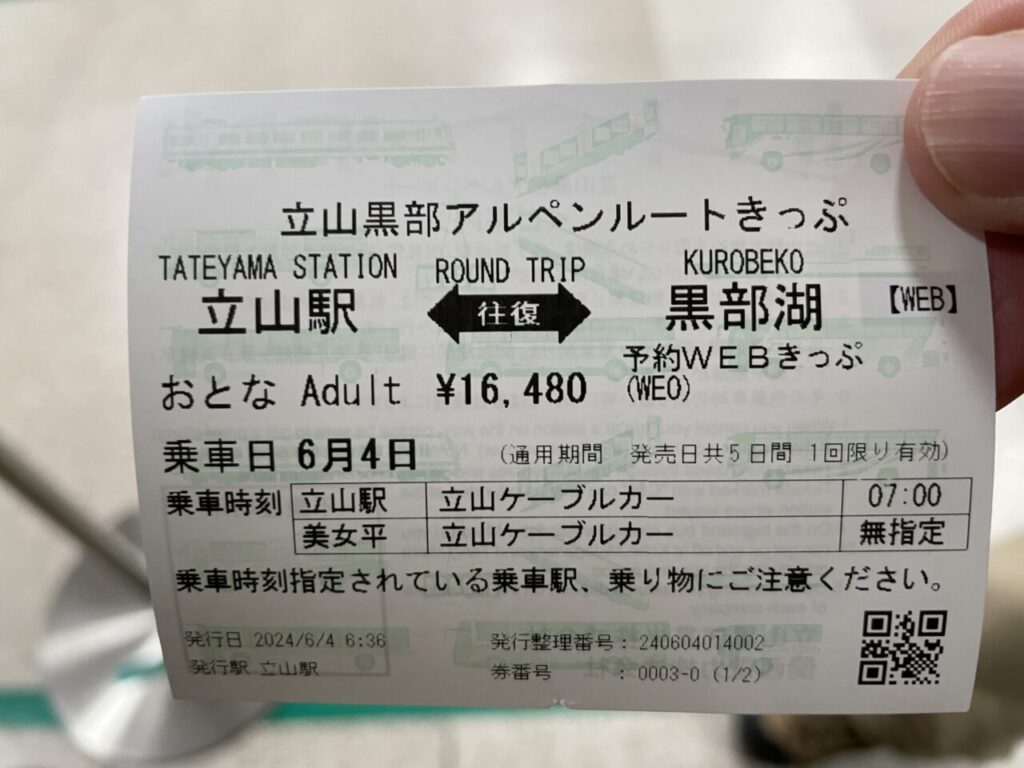 立山黒部アルペンルートきっぷ
TATEYAMA STATION ROUND TRIP KUROBEKO
立山駅 往復 黒部湖 【WEB】
予約WEBきっぷ
おとな Adult ¥16,480 (WEO)
乗車日 6月4日 (通用期間 発売日共5日間 1回限り有効)
乗車時刻 立山駅 立山ケーブルカー 07:00
美女平 立山ケーブルカー 無指定
乗車時刻指定されている乗車駅、乗り物にご注意ください。
発行日 2024/6/4 6:36 発行整理番号：240604014002
発行駅 立山駅 券番号 ：0003-0 (1/2)